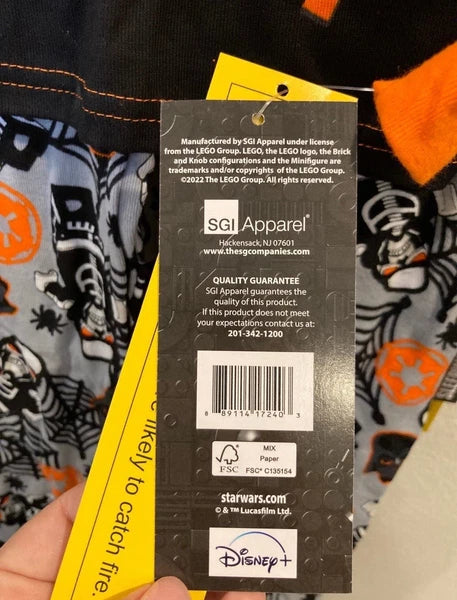 Manufactured by SGI Apparel under license
from the LEGO Group. LEGO, the LEGO logo, the Brick
and Knob configurations and the Minifigure are
trademarks and/or copyrights of the LEGO Group.
©2022 The LEGO Group. All rights reserved.
SGI Apparel®
Hackensack, NJ 07601
www.thesgcompanies.com
QUALITY GUARANTEE
SGI Apparel guarantees the
quality of this product.
If this product does not meet
your expectations contact us at:
201-342-1200
8 89114 17240 3
FSC
MIX
Paper
FSC® C135154
starwars.com
© & ™ Lucasfilm Ltd.
Disney+
likely to catch fire.